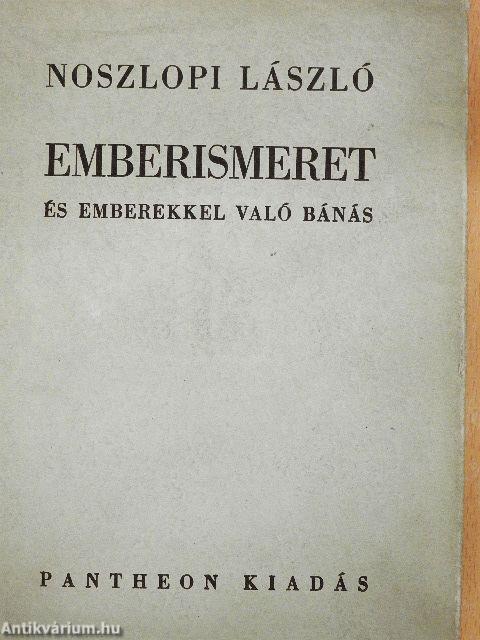 NOSZLOPI LÁSZLÓ
EMBERISMERET
ÉS EMBEREKKEL VALÓ BÁNÁS
PANTHEON KIADÁS
Antikvárium.hu